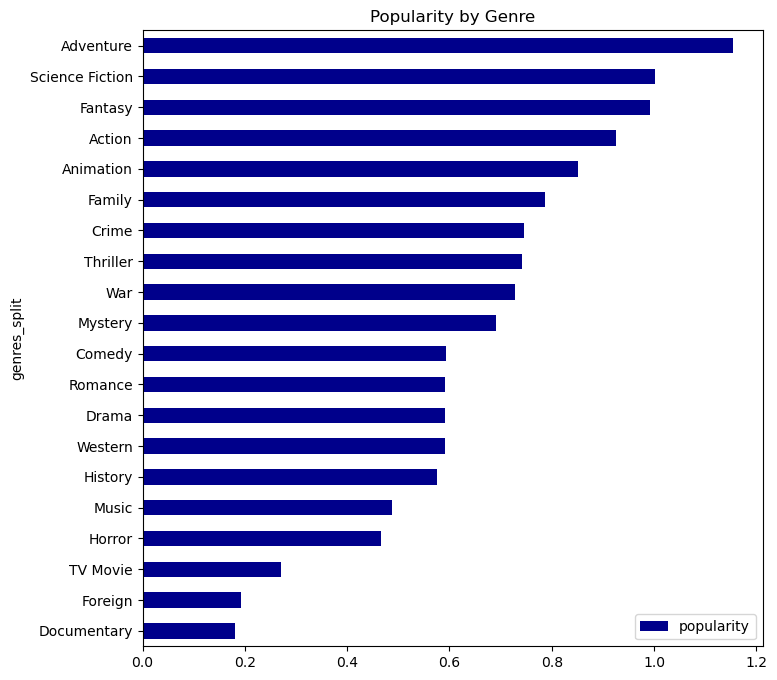 Popularity by Genre
genres_split
Adventure
Science Fiction
Fantasy
Action
Animation
Family
Crime
Thriller
War
Mystery
Comedy
Romance
Drama
Western
History
Music
Horror
TV Movie
Foreign
Documentary
popularity
0.0 0.2 0.4 0.6 0.8 1.0 1.2